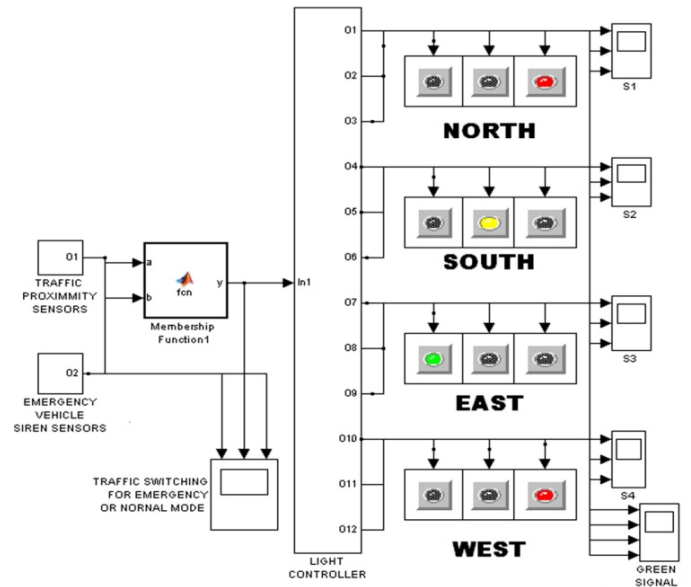 O1
O2
O3
S1
NORTH
O4
O5
O6
S2
SOUTH
O1
TRAFFIC
PROXIMMITY
SENSORS
a
b
fcn
y
Membership
Function1
In1
O2
EMERGENCY
VEHICLE
SIREN SENSORS
O7
O8
O9
S3
EAST
TRAFFIC SWITCHING
FOR EMERGENCY
OR NORNAL MODE
O10
O11
O12
S4
WEST
LIGHT
CONTROLLER
GREEN
SIGNAL